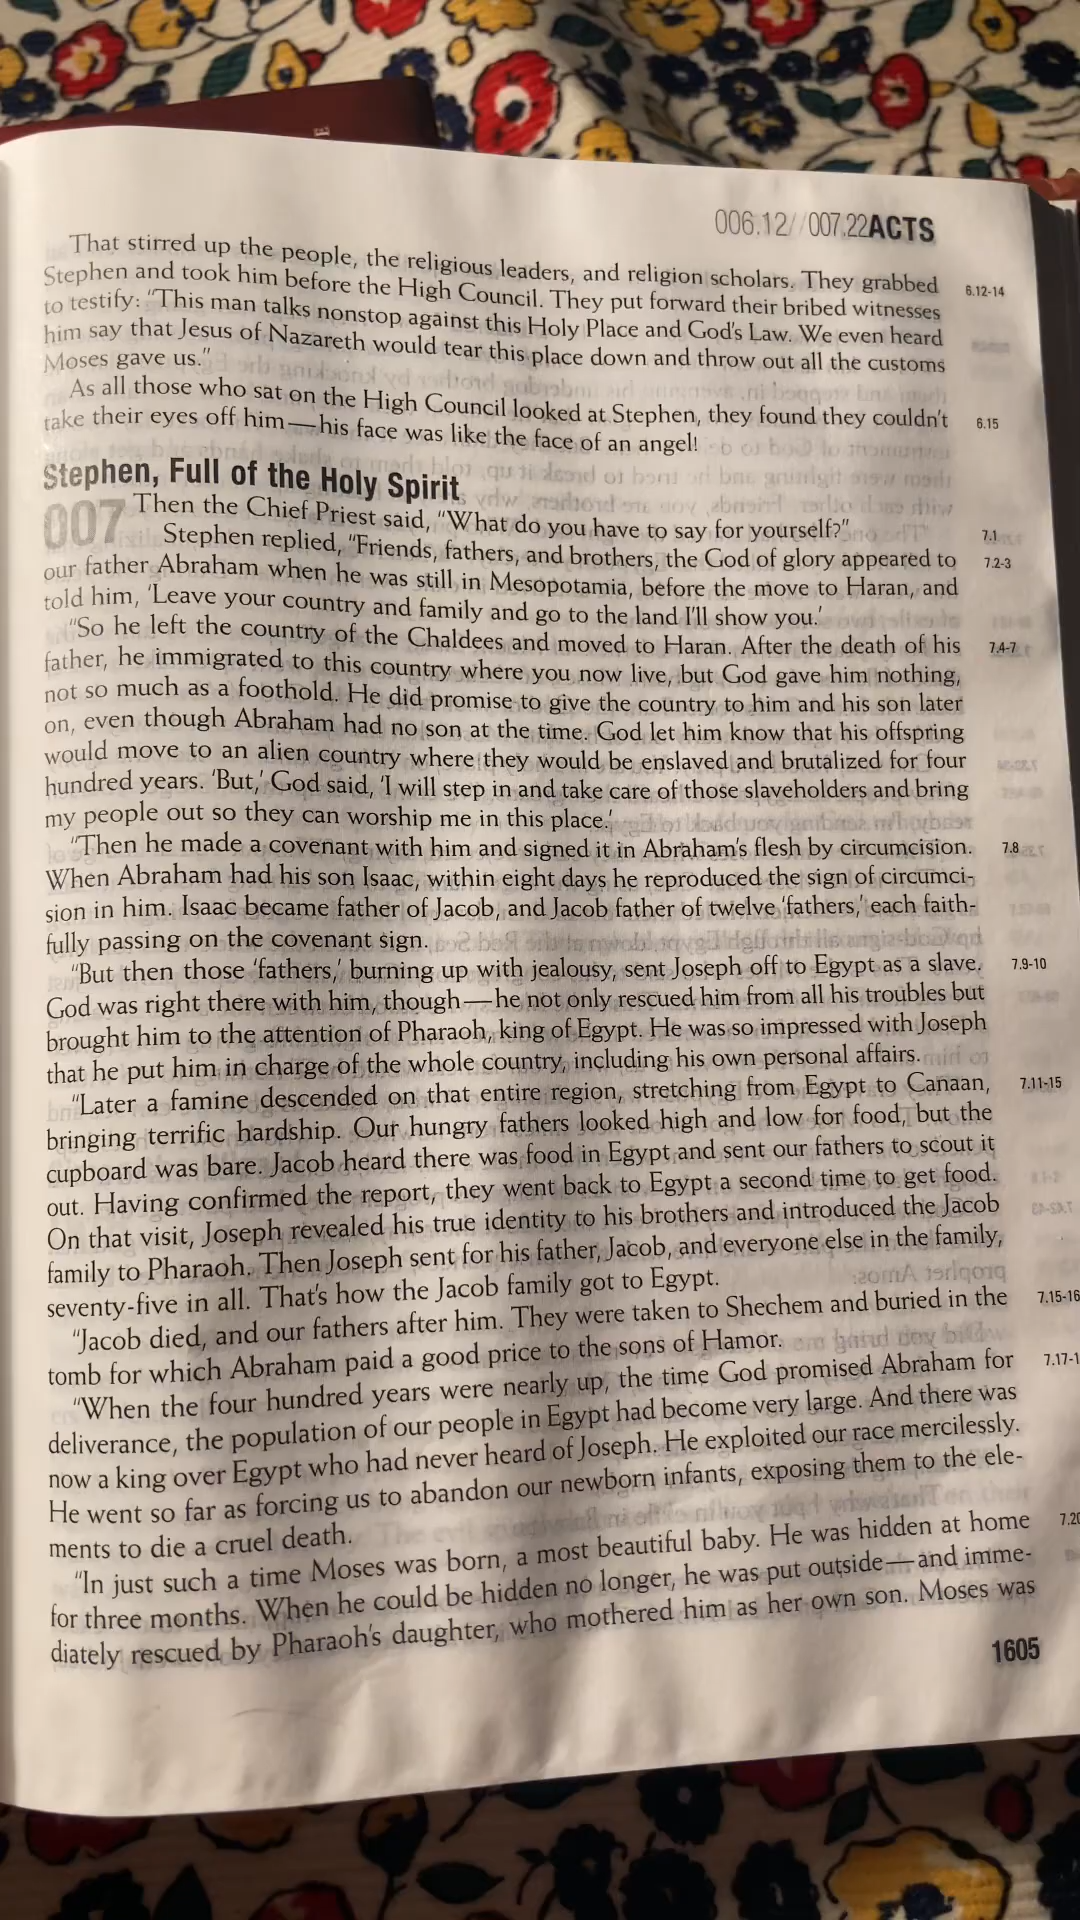 006.12//007.22ACTS
That stirred up the people, the religious leaders, and religion scholars. They grabbed 6.12-14
Stephen and took him before the High Council. They put forward their bribed witnesses
to testify: "This man talks nonstop against this Holy Place and God's Law. We even heard
him say that Jesus of Nazareth would tear this place down and throw out all the customs
Moses gave us."
As all those who sat on the High Council looked at Stephen, they found they couldn't 6.15
take their eyes off him—his face was like the face of an angel!
Stephen, Full of the Holy Spirit
007 Then the Chief Priest said, "What do you have to say for yourself?" 7.1
Stephen replied, "Friends, fathers, and brothers, the God of glory appeared to 7.2-3
our father Abraham when he was still in Mesopotamia, before the move to Haran, and
told him, 'Leave your country and family and go to the land I'll show you.'
"So he left the country of the Chaldees and moved to Haran. After the death of his 7.4-7
father, he immigrated to this country where you now live, but God gave him nothing,
not so much as a foothold. He did promise to give the country to him and his son later
on, even though Abraham had no son at the time. God let him know that his offspring
would move to an alien country where they would be enslaved and brutalized for four
hundred years. 'But,' God said, 'I will step in and take care of those slaveholders and bring
my people out so they can worship me in this place.'
"Then he made a covenant with him and signed it in Abraham's flesh by circumcision. 7.8
When Abraham had his son Isaac, within eight days he reproduced the sign of circumci-
sion in him. Isaac became father of Jacob, and Jacob father of twelve 'fathers,' each faith-
fully passing on the covenant sign.
"But then those 'fathers,' burning up with jealousy, sent Joseph off to Egypt as a slave. 7.9-10
God was right there with him, though—he not only rescued him from all his troubles but
brought him to the attention of Pharaoh, king of Egypt. He was so impressed with Joseph
that he put him in charge of the whole country, including his own personal affairs.
"Later a famine descended on that entire region, stretching from Egypt to Canaan, 7.11-15
bringing terrific hardship. Our hungry fathers looked high and low for food, but the
cupboard was bare. Jacob heard there was food in Egypt and sent our fathers to scout it
out. Having confirmed the report, they went back to Egypt a second time to get food.
On that visit, Joseph revealed his true identity to his brothers and introduced the Jacob
family to Pharaoh. Then Joseph sent for his father, Jacob, and everyone else in the family,
seventy-five in all. That's how the Jacob family got to Egypt.
"Jacob died, and our fathers after him. They were taken to Shechem and buried in the 7.15-16
tomb for which Abraham paid a good price to the sons of Hamor.
"When the four hundred years were nearly up, the time God promised Abraham for 7.17-1
deliverance, the population of our people in Egypt had become very large. And there was
now a king over Egypt who had never heard of Joseph. He exploited our race mercilessly.
He went so far as forcing us to abandon our newborn infants, exposing them to the ele-
ments to die a cruel death.
"In just such a time Moses was born, a most beautiful baby. He was hidden at home 7.20
for three months. When he could be hidden no longer, he was put outside—and imme-
diately rescued by Pharaoh's daughter, who mothered him as her own son. Moses was
1605